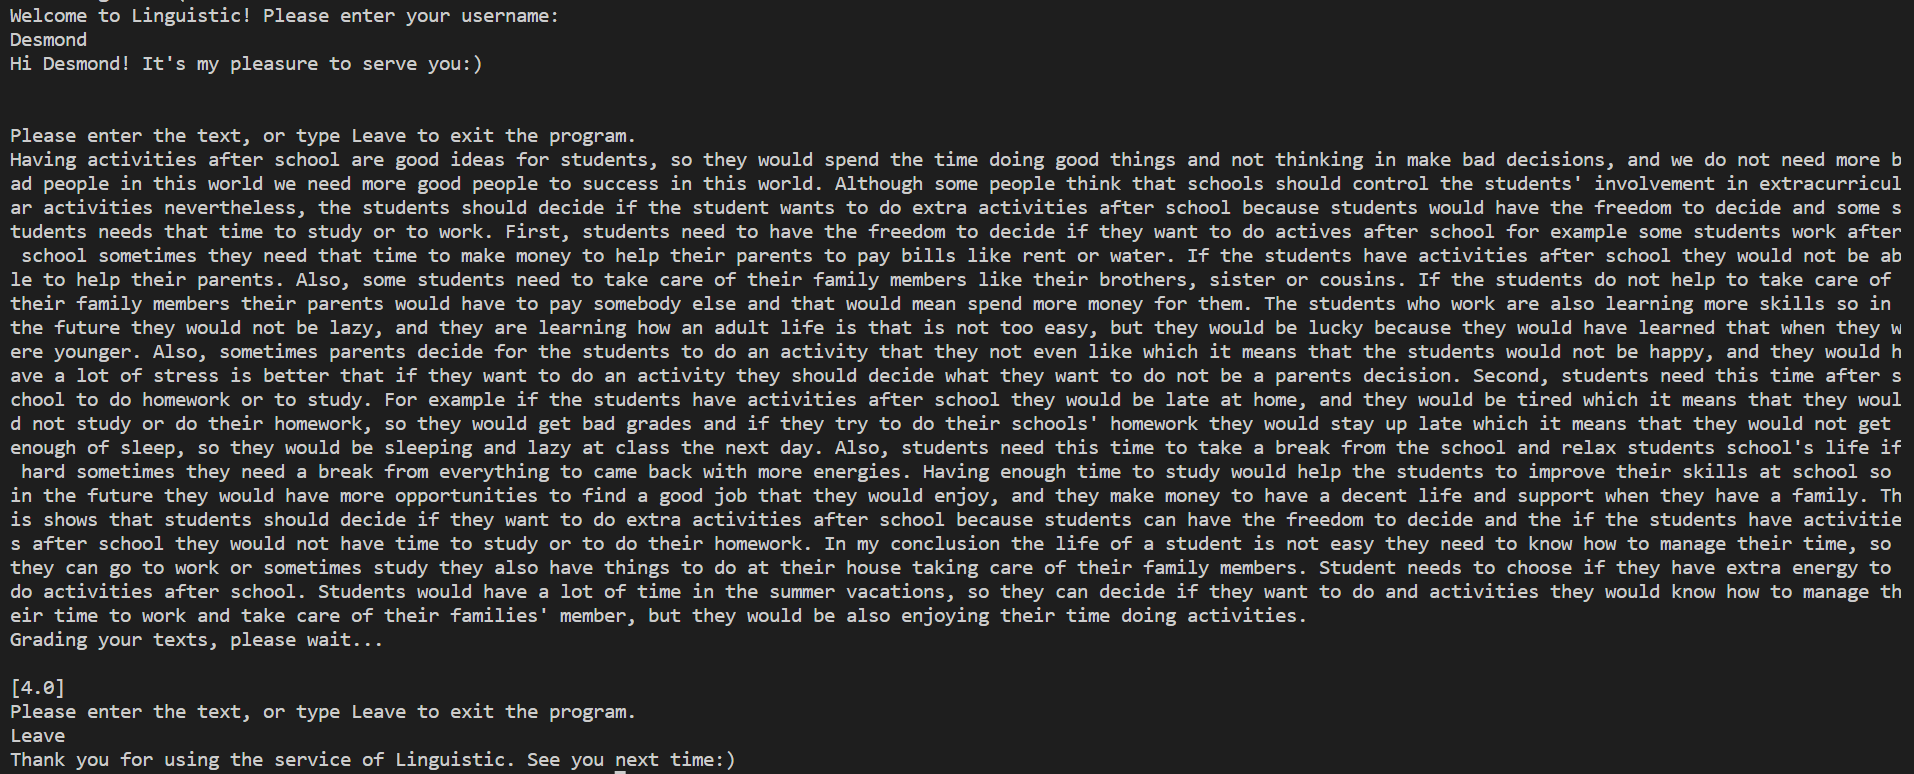 Welcome to Linguistic! Please enter your username:
Desmond
Hi Desmond! It's my pleasure to serve you:)
Please enter the text, or type Leave to exit the program.
Having activities after school are good ideas for students, so they would spend the time doing good things and not thinking in make bad decisions, and we do not need more b
ad people in this world we need more good people to success in this world. Although some people think that schools should control the students' involvement in extracurricul
ar activities nevertheless, the students should decide if the student wants to do extra activities after school because students would have the freedom to decide and some s
tudents needs that time to study or to work. First, students need to have the freedom to decide if they want to do actives after school for example some students work after
 school sometimes they need that time to make money to help their parents to pay bills like rent or water. If the students have activities after school they would not be ab
le to help their parents. Also, some students need to take care of their family members like their brothers, sister or cousins. If the students do not help to take care of
their family members their parents would have to pay somebody else and that would mean spend more money for them. The students who work are also learning more skills so in
the future they would not be lazy, and they are learning how an adult life is that is not too easy, but they would be lucky because they would have learned that when they w
ere younger. Also, sometimes parents decide for the students to do an activity that they not even like which it means that the students would not be happy, and they would h
ave a lot of stress is better that if they want to do an activity they should decide what they want to do not be a parents decision. Second, students need this time after s
chool to do homework or to study. For example if the students have activities after school they would be late at home, and they would be tired which it means that they woul
d not study or do their homework, so they would get bad grades and if they try to do their schools' homework they would stay up late which it means that they would not get
enough of sleep, so they would be sleeping and lazy at class the next day. Also, students need this time to take a break from the school and relax students school's life if
 hard sometimes they need a break from everything to came back with more energies. Having enough time to study would help the students to improve their skills at school so
in the future they would have more opportunities to find a good job that they would enjoy, and they make money to have a decent life and support when they have a family. Th
is shows that students should decide if they want to do extra activities after school because students can have the freedom to decide and the if the students have activitie
s after school they would not have time to study or to do their homework. In my conclusion the life of a student is not easy they need to know how to manage their time, so
they can go to work or sometimes study they also have things to do at their house taking care of their family members. Student needs to choose if they have extra energy to
do activities after school. Students would have a lot of time in the summer vacations, so they can decide if they want to do and activities they would know how to manage th
eir time to work and take care of their families' member, but they would be also enjoying their time doing activities.
Grading your texts, please wait...
[4.0]
Please enter the text, or type Leave to exit the program.
Leave
Thank you for using the service of Linguistic. See you next time:)